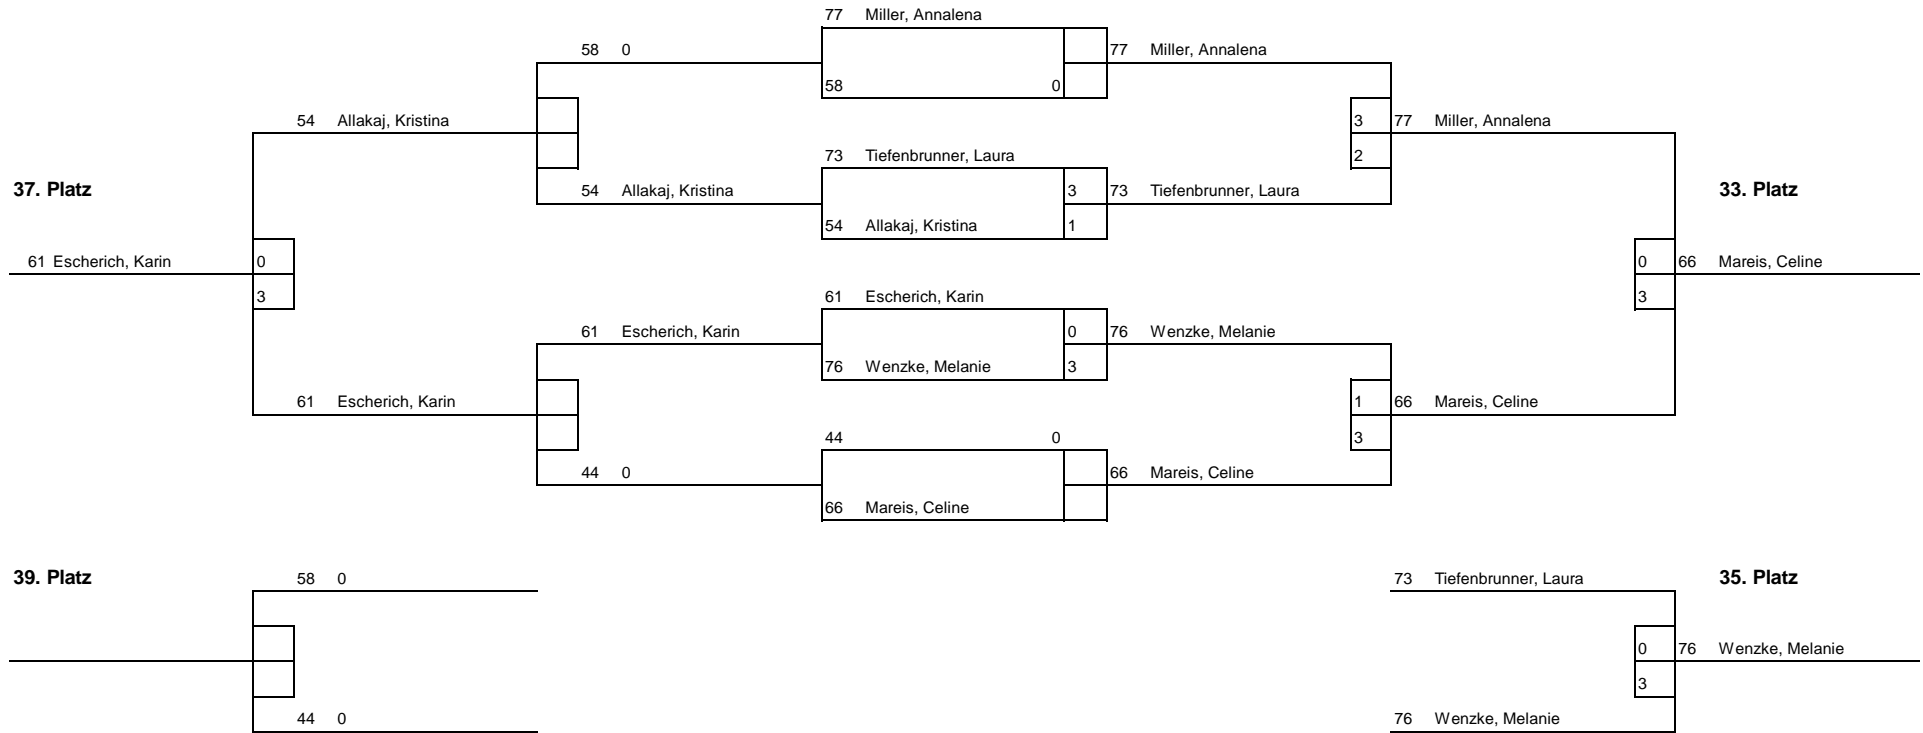 77 Miller, Annalena
58 0 77 Miller, Annalena
58 0
54 Allakaj, Kristina 3 77 Miller, Annalena
73 Tiefenbrunner, Laura 2
37. Platz 54 Allakaj, Kristina 3 73 Tiefenbrunner, Laura 33. Platz
54 Allakaj, Kristina 1
61 Escherich, Karin 0 0 66 Mareis, Celine
3 61 Escherich, Karin 3
61 Escherich, Karin 0 76 Wenzke, Melanie
76 Wenzke, Melanie 3
61 Escherich, Karin 1 66 Mareis, Celine
44 0 3
44 0 66 Mareis, Celine
66 Mareis, Celine
39. Platz 58 0 73 Tiefenbrunner, Laura 35. Platz
0 76 Wenzke, Melanie
3
44 0 76 Wenzke, Melanie